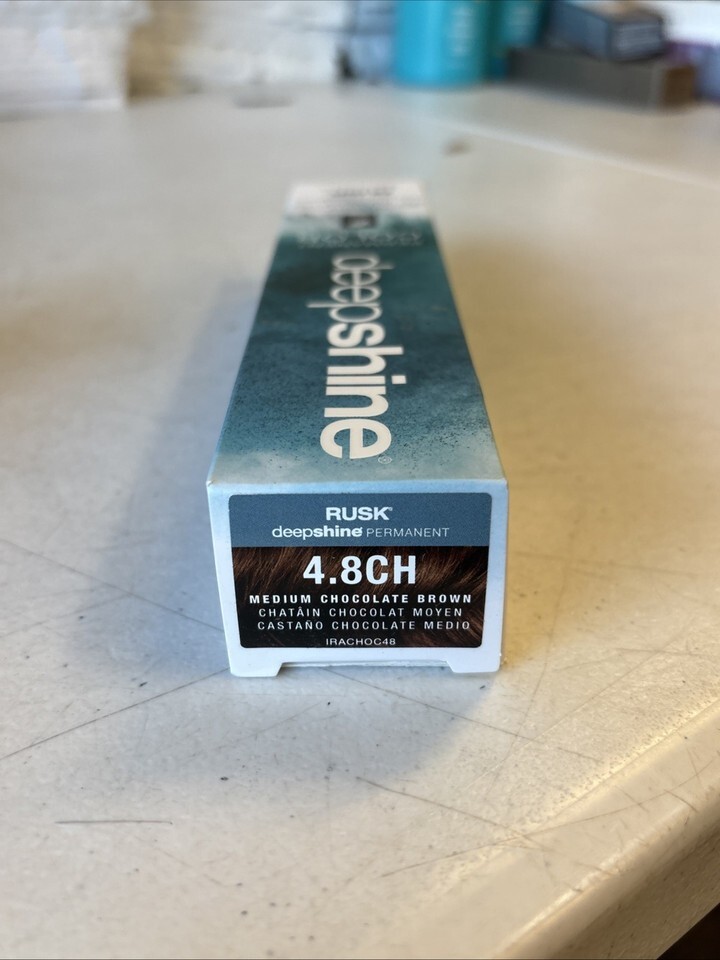 deepshine®
RUSK®
deepshine® PERMANENT
4.8CH
MEDIUM CHOCOLATE BROWN
CHATÂIN CHOCOLAT MOYEN
CASTAÑO CHOCOLATE MEDIO
IRACHOC48